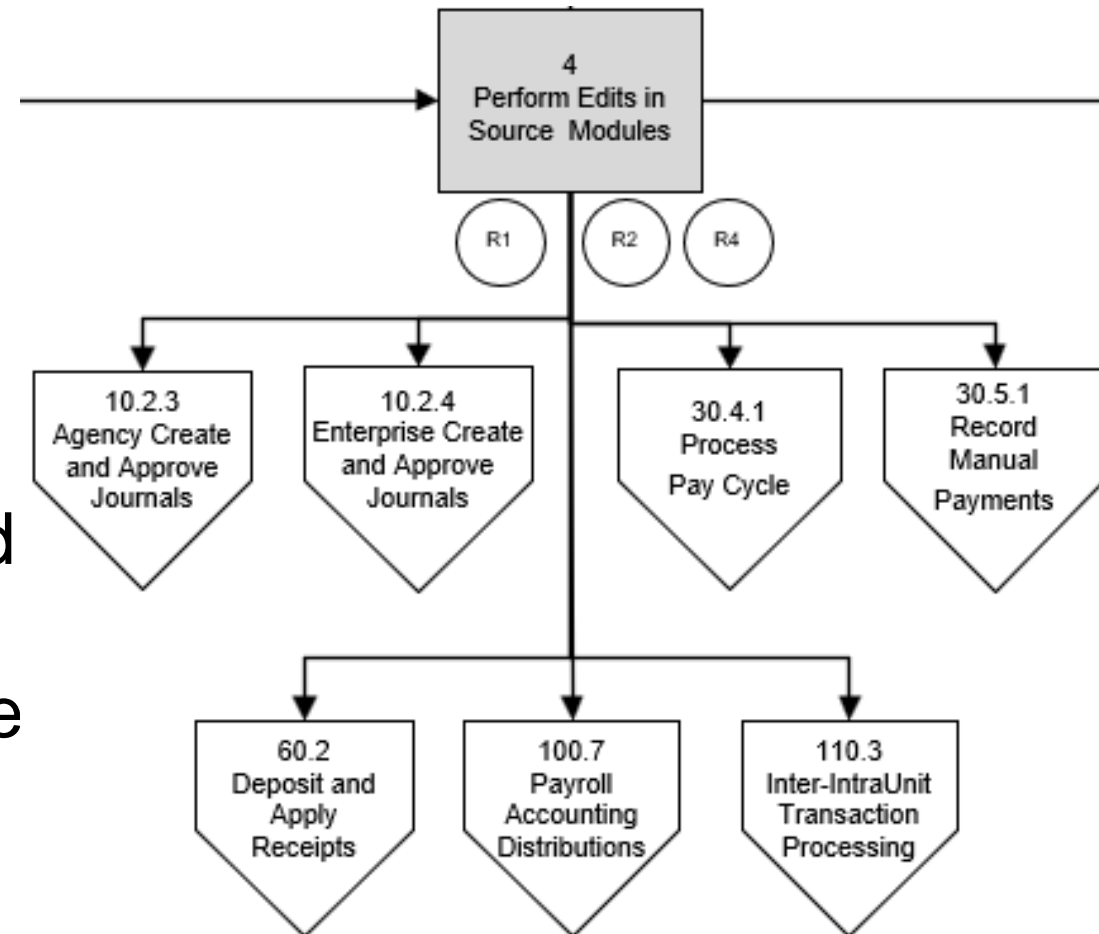 4
Perform Edits in
Source Modules
R1
R2
R4
10.2.3
Agency Create
and Approve
Journals
10.2.4
Enterprise Create
and Approve
Journals
30.4.1
Process
Pay Cycle
30.5.1
Record
Manual
Payments
d
e
60.2
Deposit and
Apply
Receipts
100.7
Payroll
Accounting
Distributions
110.3
Inter-IntraUnit
Transaction
Processing